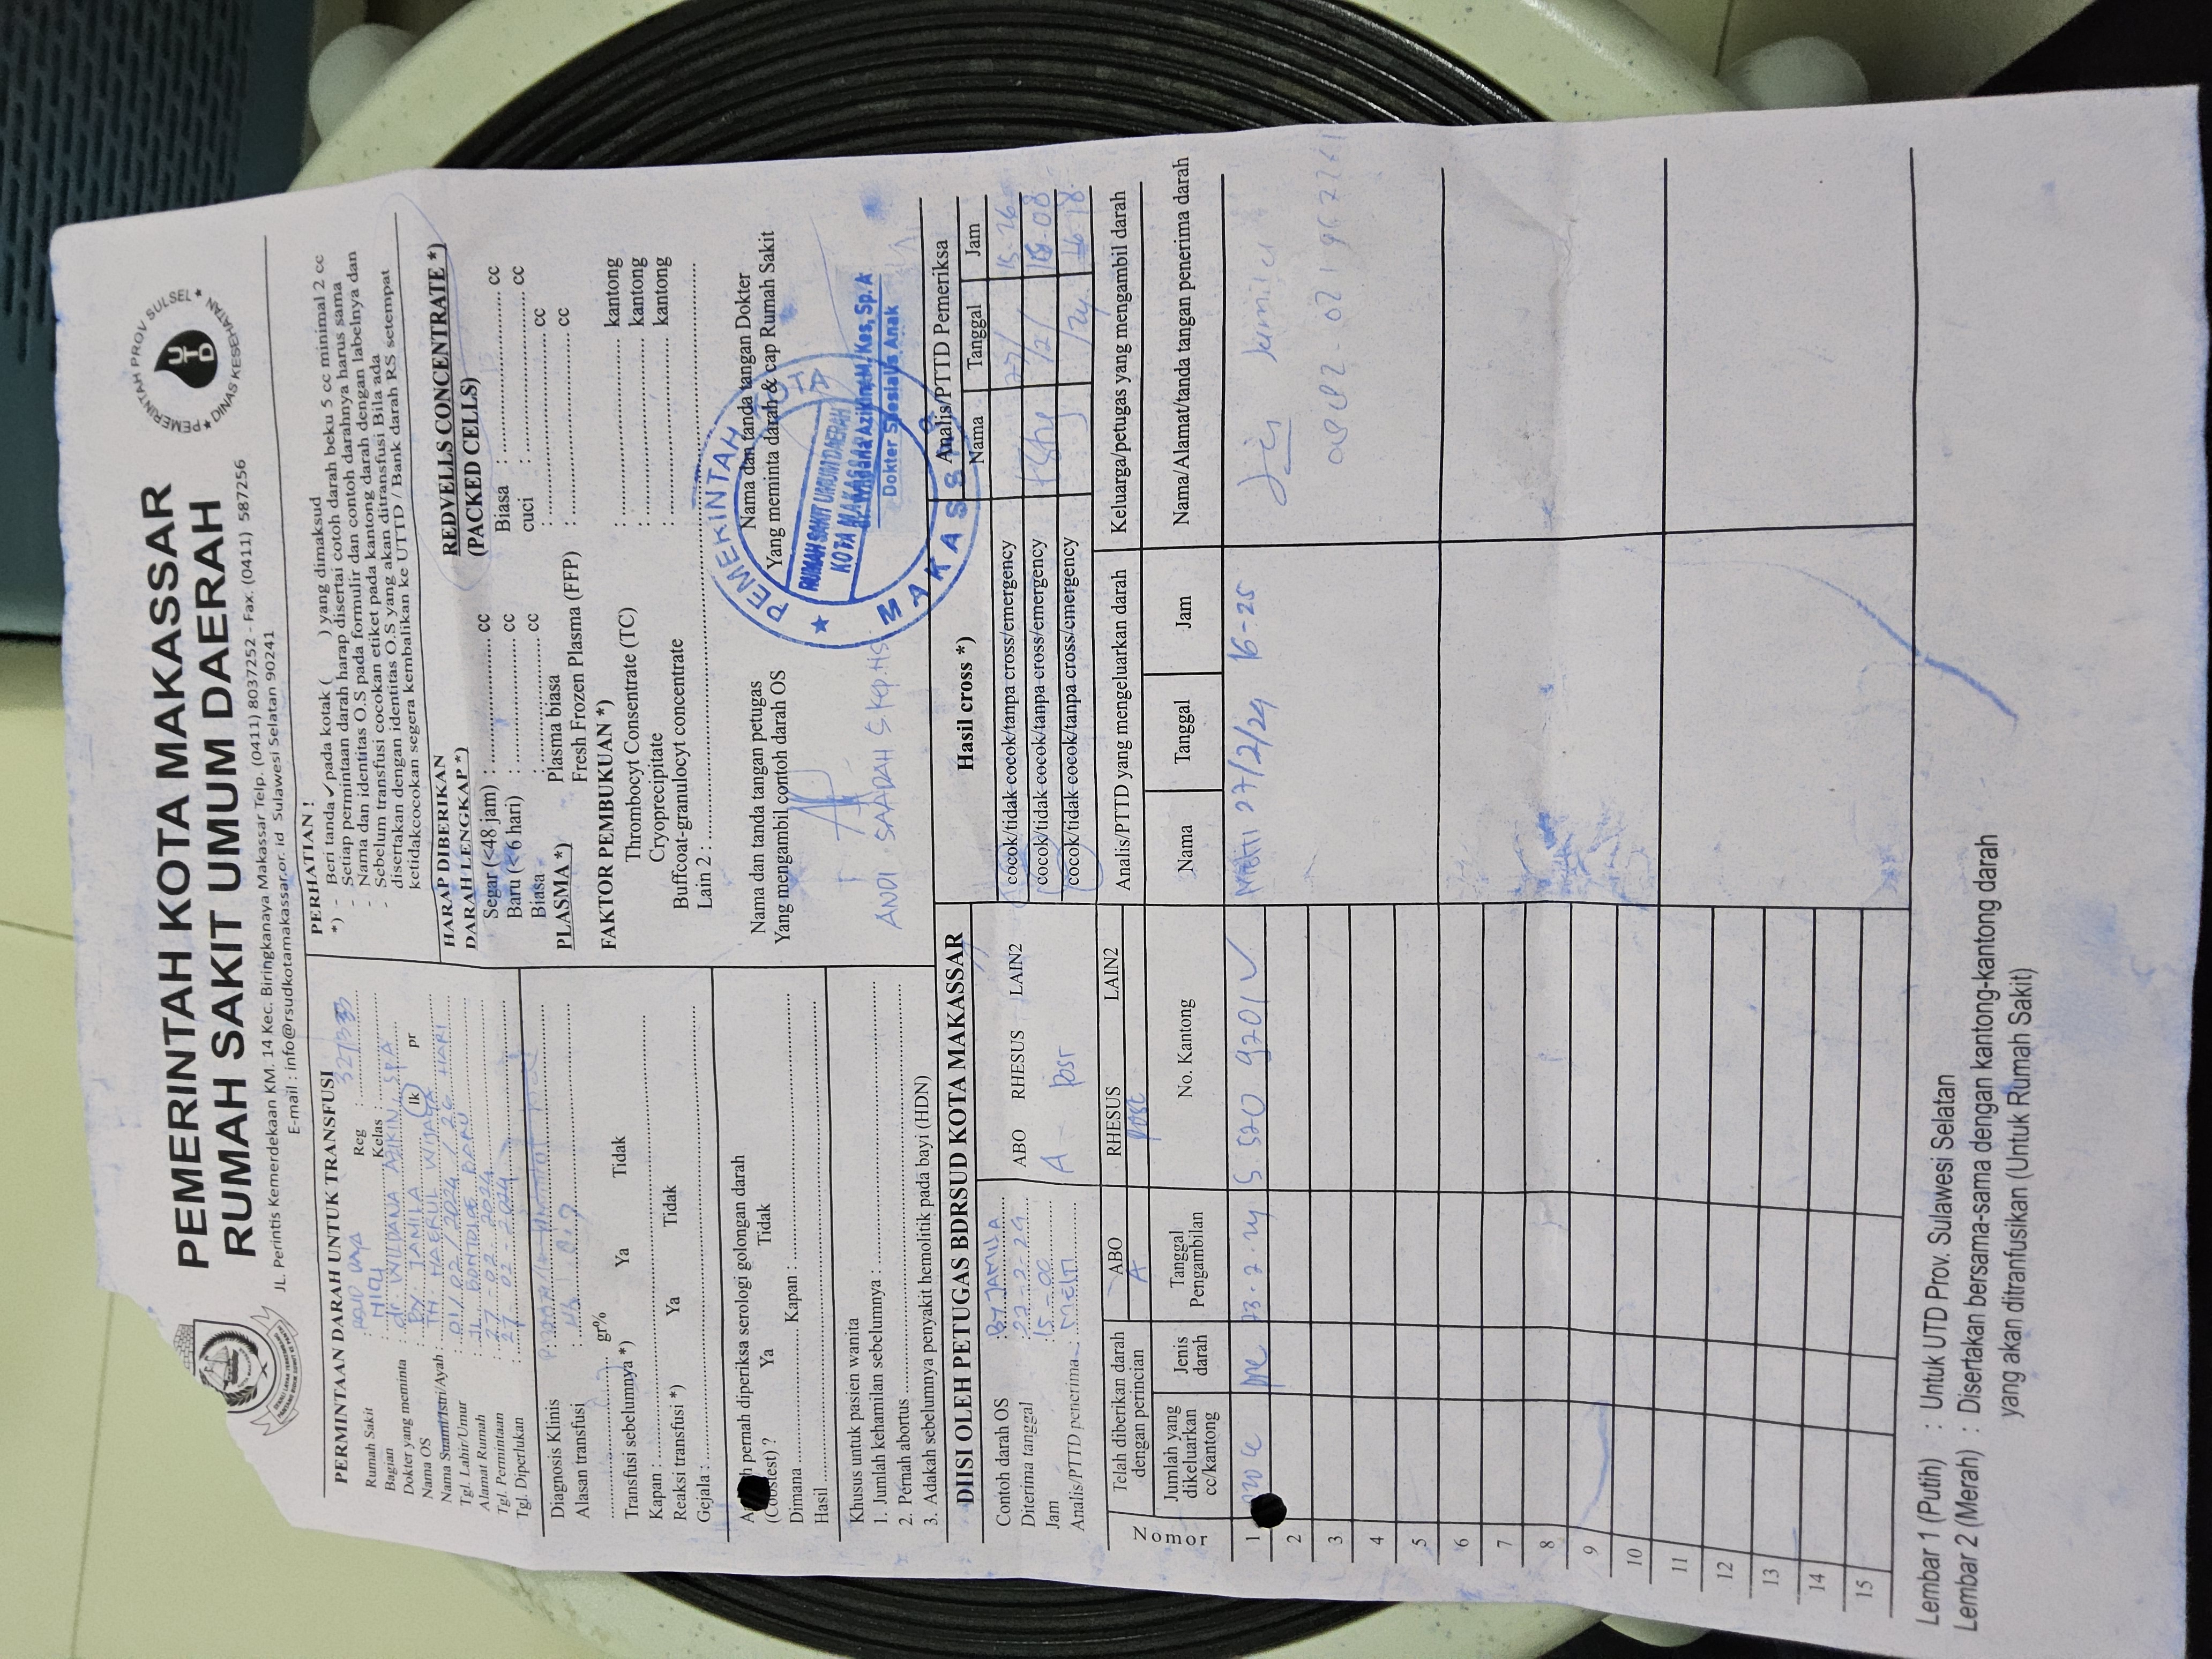 PEMERINTAH KOTA MAKASSAR
RUMAH SAKIT UMUM DAERAH
JL. Perintis Kemerdekaan KM. 14 Kec. Biringkanaya Makassar Telp. (0411) 8037252 - Fax. (0411) 587256
E-mail : info@rsudkotamakassar.or. id Sulawesi Selatan 90241
PEMERINTAH PROV SULSEL
UTD
DINAS KESEHATAN
PERMINTAAN DARAH UNTUK TRANSFUSI
Rumah Sakit : RSUD DAYA Reg : 327333
Bagian : NICU Kelas :
Dokter yang meminta : dr. WILDANA AZIKIN, Sp.A
Nama OS : BY. JAMILA lk pr
Nama Suami/Istri/Ayah : TN. HAERUL WIJAYA
Tgl. Lahir/Umur : 01/02/2024 / 26 HARI
Alamat Rumah : JL. BONTOLOE BARU
Tgl. Permintaan : 27-02-2024
Tgl. Diperlukan : 27-02-2024
Diagnosis Klinis :
Alasan transfusi : Hb
gr%
Transfusi sebelumnya *) Ya Tidak
Kapan :
Reaksi transfusi *) Ya Tidak
Gejala :
pernah diperiksa serologi golongan darah
(Coostest) ? Ya Tidak
Dimana Kapan :
Hasil
Khusus untuk pasien wanita
1. Jumlah kehamilan sebelumnya :
2. Pernah abortus
3. Adakah sebelumnya penyakit hemolitik pada bayi (HDN)
PERHATIAN !
*) - Beri tanda ✓ pada kotak ( ) yang dimaksud
- Setiap permintaan darah harap disertai cotoh darah beku 5 cc minimal 2 cc
- Nama dan identitas O.S pada formulir dan contoh darahnya harus sama
- Sebelum transfusi cocokan etiket pada kantong darah dengan labelnya dan
disertakan dengan identitas O.S yang akan ditransfusi Bila ada
ketidakcocokan segera kembalikan ke UTTD / Bank darah RS setempat
HARAP DIBERIKAN
DARAH LENGKAP *)
Segar (<48 jam) : cc
Baru (< 6 hari) : cc
Biasa : cc
REDVELLS CONCENTRATE *)
(PACKED CELLS)
Biasa : cc
cuci : cc
PLASMA *) Plasma biasa : cc
Fresh Frozen Plasma (FFP) : cc
FAKTOR PEMBUKUAN *)
Thrombocyt Consentrate (TC) : kantong
Cryoprecipitate : kantong
Buffcoat-granulocyt concentrate : kantong
Lain 2 :
Nama dan tanda tangan petugas
Yang mengambil contoh darah OS
ANDI SAADAH S.Kep.Ns
Nama dan tanda tangan Dokter
Yang meminta darah & cap Rumah Sakit
PEMERINTAH KOTA
RUMAH SAKIT UMUM DAERAH
KOTA MAKASSAR
MAKASSAR
dr. Wildana Azikin, M. Kes, Sp. A
Dokter Spesialis Anak
DIISI OLEH PETUGAS BDRSUD KOTA MAKASSAR
Contoh darah OS : BY JAMILA
Diterima tanggal : 27-2-24
Jam : 15-00
Analis/PTTD penerima : MEITI
ABO RHESUS LAIN2
A post
Hasil cross *)
cocok/tidak cocok/tanpa cross/emergency
cocok/tidak cocok/tanpa cross/emergency
cocok/tidak cocok/tanpa cross/emergency
Analis/PTTD Pemeriksa
Nama Tanggal Jam
27/ 15-26
/2/
/24
Nomor
Telah diberikan darah
dengan perincian
ABO RHESUS LAIN2
A post
Analis/PTTD yang mengeluarkan darah
Keluarga/petugas yang mengambil darah
Jumlah yang
dikeluarkan
cc/kantong
Jenis
darah
Tanggal
Pengambilan
No. Kantong
Nama Tanggal Jam
Nama/Alamat/tanda tangan penerima darah
1 prc 23-2-24 S 520 9201 ✓ Meiti 27/2/24 16-25 Jamila
2
3
4
5
6
7
8
9
10
11
12
13
14
15
Lembar 1 (Putih) : Untuk UTD Prov. Sulawesi Selatan
Lembar 2 (Merah) : Disertakan bersama-sama dengan kantong-kantong darah
yang akan ditranfusikan (Untuk Rumah Sakit)